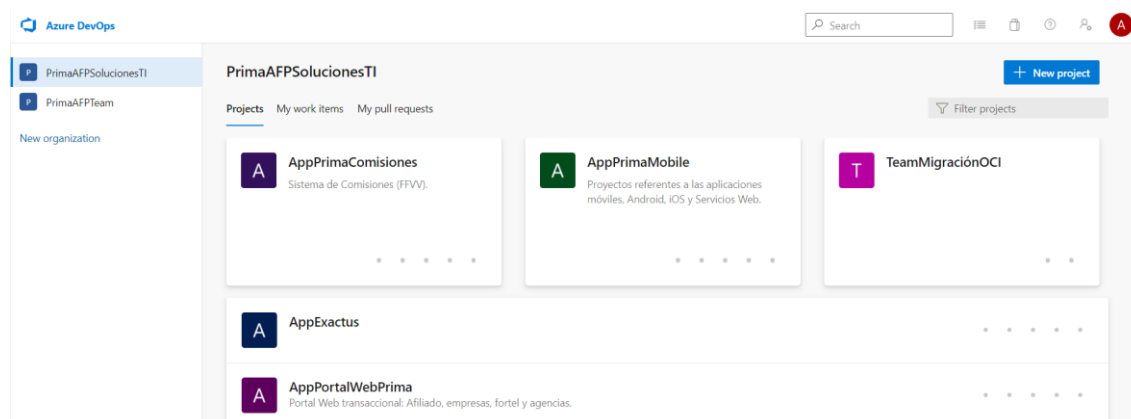 Azure DevOps
Search
A
P PrimaAFPSolucionesTI
P PrimaAFPTeam
New organization
PrimaAFPSolucionesTI
+ New project
Projects My work items My pull requests
Filter projects
A AppPrimaComisiones
Sistema de Comisiones (FFVV).
A AppPrimaMobile
Proyectos referentes a las aplicaciones
móviles, Android, iOS y Servicios Web.
T TeamMigraciónOCI
A AppExactus
A AppPortalWebPrima
Portal Web transaccional: Afiliado, empresas, fortel y agencias.